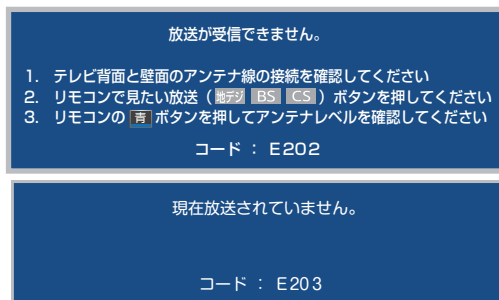 放送が受信できません。
1. テレビ背面と壁面のアンテナ線の接続を確認してください
2. リモコンで見たい放送（ 地デジ BS CS ）ボタンを押してください
3. リモコンの 青 ボタンを押してアンテナレベルを確認してください
コード ： E202
現在放送されていません。
コード ： E203